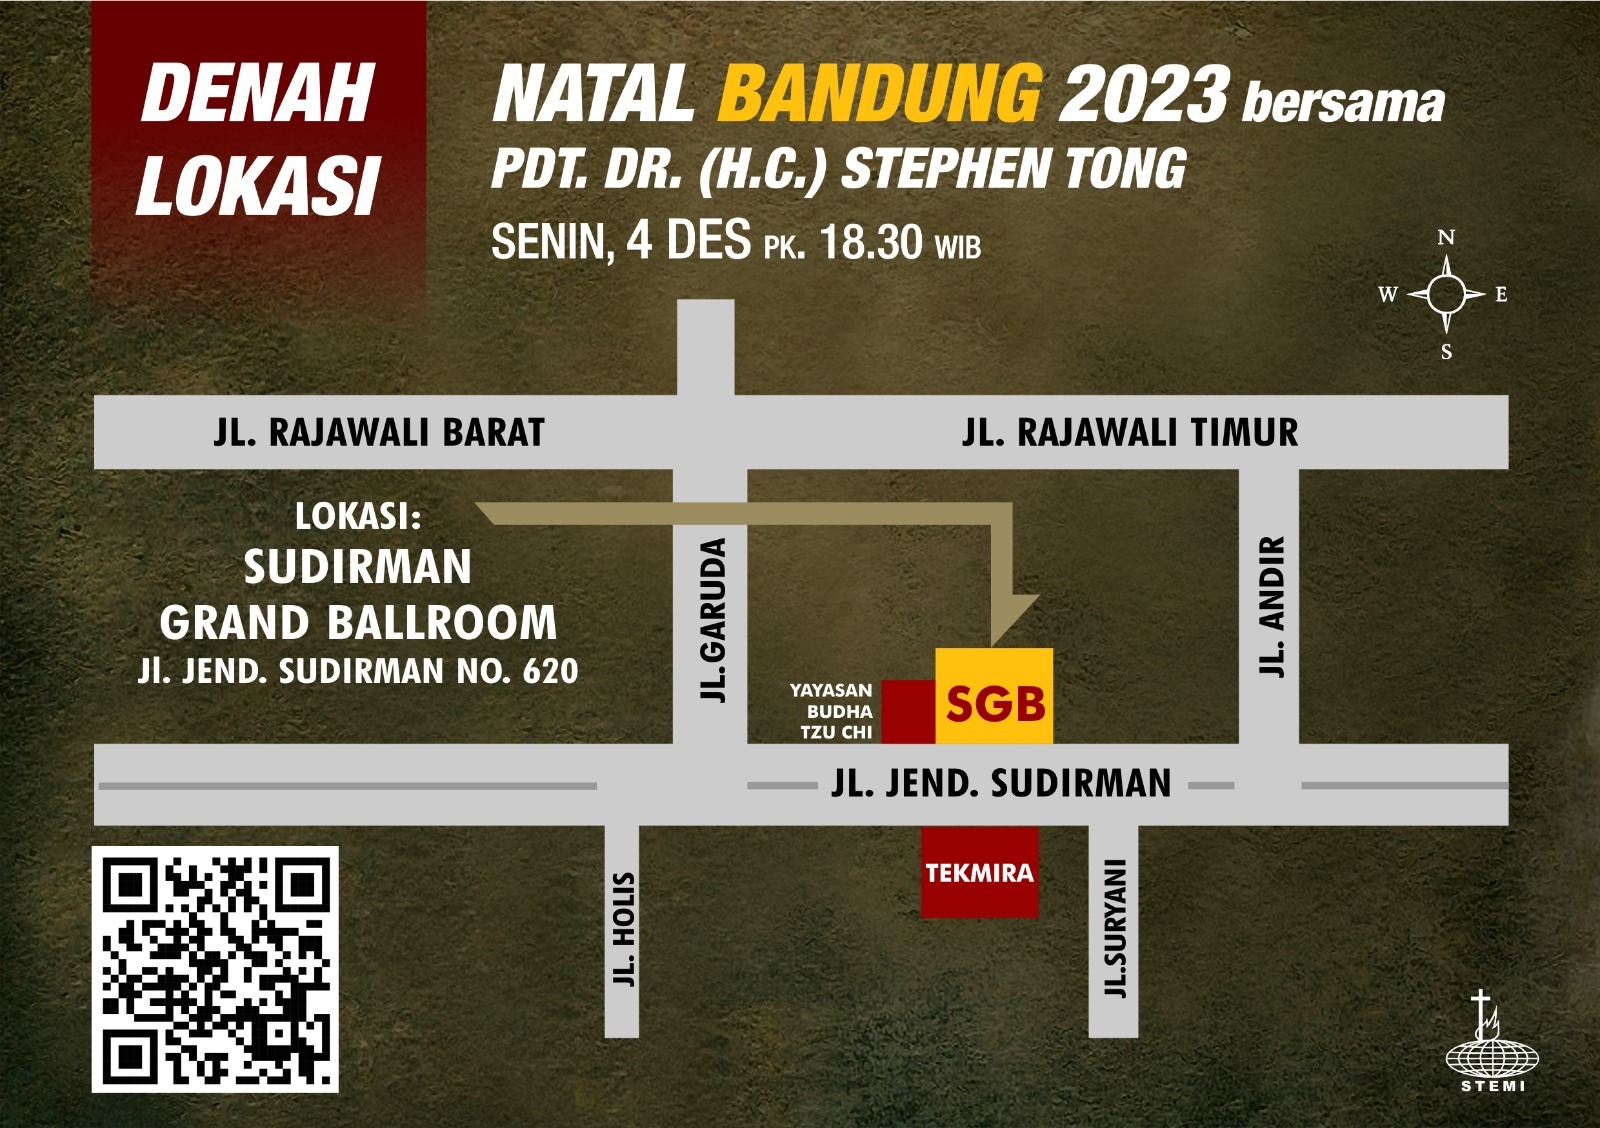 DENAH
LOKASI
NATAL BANDUNG 2023 bersama
PDT. DR. (H.C.) STEPHEN TONG
SENIN, 4 DES PK. 18.30 WIB
N
W E
S
JL. RAJAWALI BARAT
JL. RAJAWALI TIMUR
LOKASI:
SUDIRMAN
GRAND BALLROOM
Jl. JEND. SUDIRMAN NO. 620
JL.GARUDA
JL. ANDIR
YAYASAN
BUDHA
TZU CHI
SGB
JL. JEND. SUDIRMAN
JL. HOLIS
TEKMIRA
JL.SURYANI
STEMI